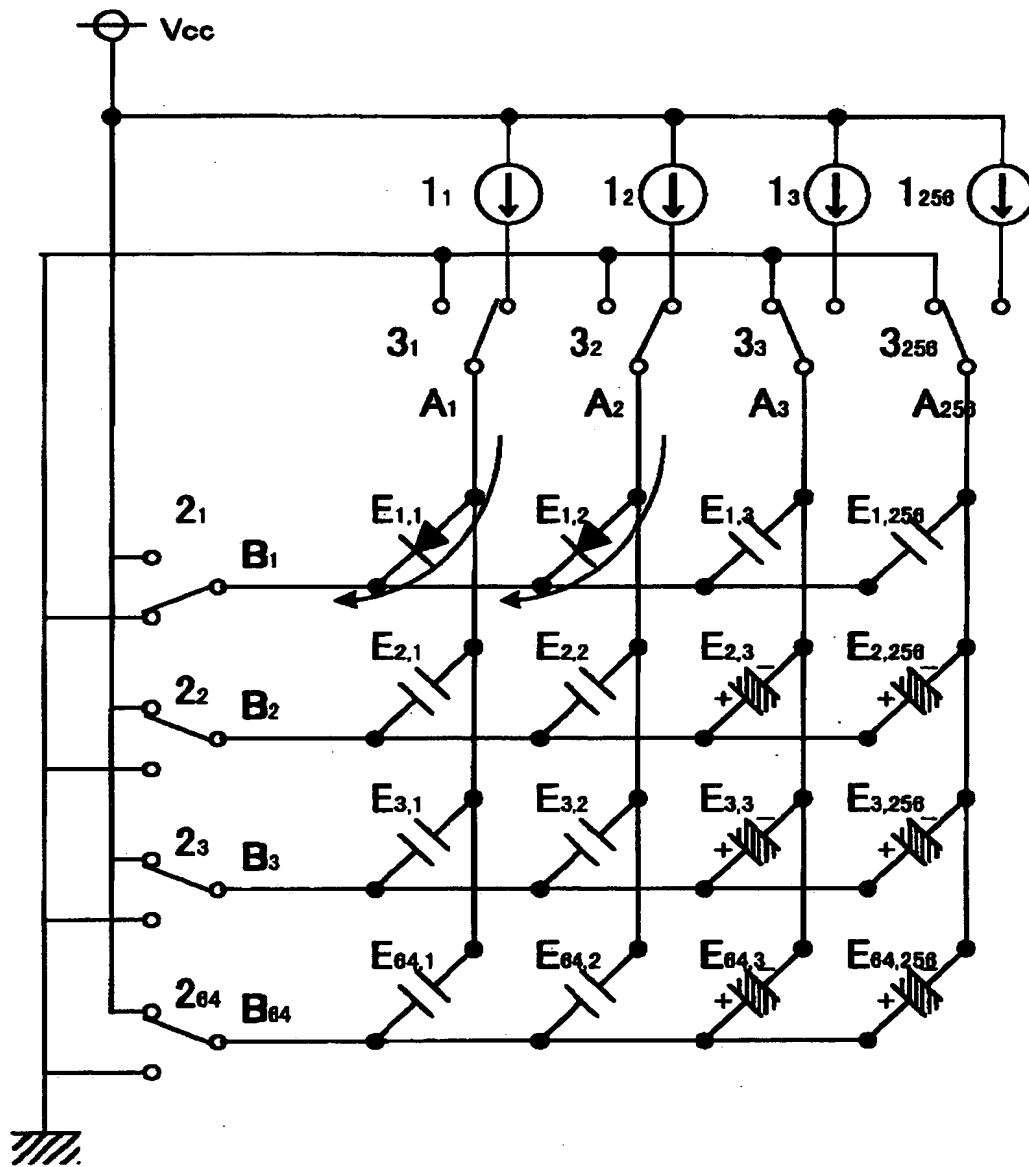 Vcc
1₁ 1₂ 1₃ 1₂₅₆
3₁ 3₂ 3₃ 3₂₅₆
A₁ A₂ A₃ A₂₅₆
2₁ E₁,₁ E₁,₂ E₁,₃ E₁,₂₅₆
B₁
E₂,₁ E₂,₂ E₂,₃ E₂,₂₅₆
2₂ B₂ + − + −
E₃,₁ E₃,₂ E₃,₃ E₃,₂₅₆
2₃ B₃ + − + −
E₆₄,₁ E₆₄,₂ E₆₄,₃ E₆₄,₂₅₆
2₆₄ B₆₄ + − + −